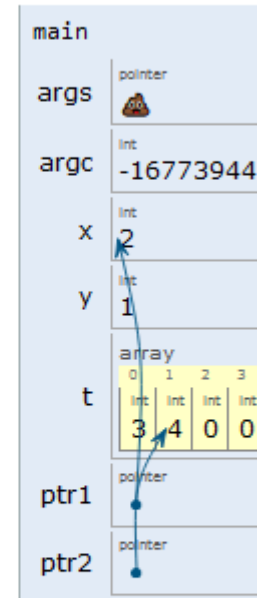 main
args pointer
argc int -16773944
x int 2
y int 1
array
0 1 2 3
t int int int int
3 4 0 0
ptr1 pointer
ptr2 pointer